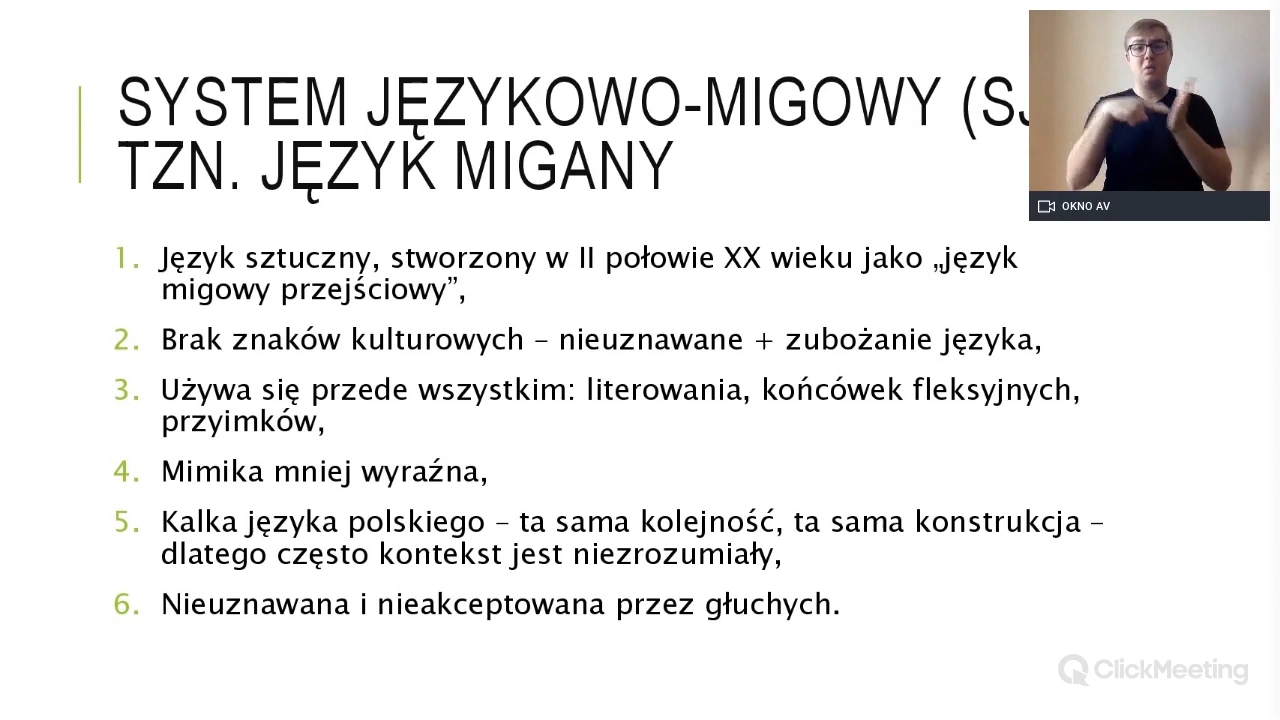 SYSTEM JĘZYKOWO-MIGOWY
TZN. JĘZYK MIGANY
OKNO AV
1. Język sztuczny, stworzony w II połowie XX wieku jako „język
migowy przejściowy”,
2. Brak znaków kulturowych – nieuznawane + zubożanie języka,
3. Używa się przede wszystkim: literowania, końcówek fleksyjnych,
przyimków,
4. Mimika mniej wyraźna,
5. Kalka języka polskiego – ta sama kolejność, ta sama konstrukcja –
dlatego często kontekst jest niezrozumiały,
6. Nieuznawana i nieakceptowana przez głuchych.
ClickMeeting